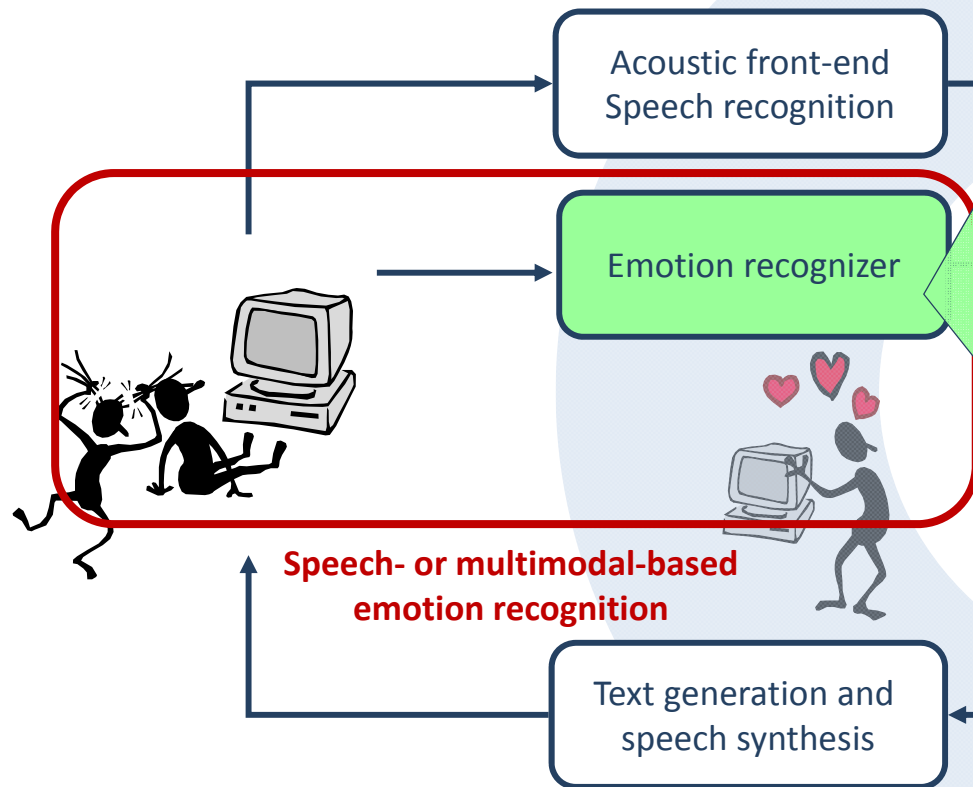 Acoustic front-end
Speech recognition
Emotion recognizer
Speech- or multimodal-based
emotion recognition
Text generation and
speech synthesis